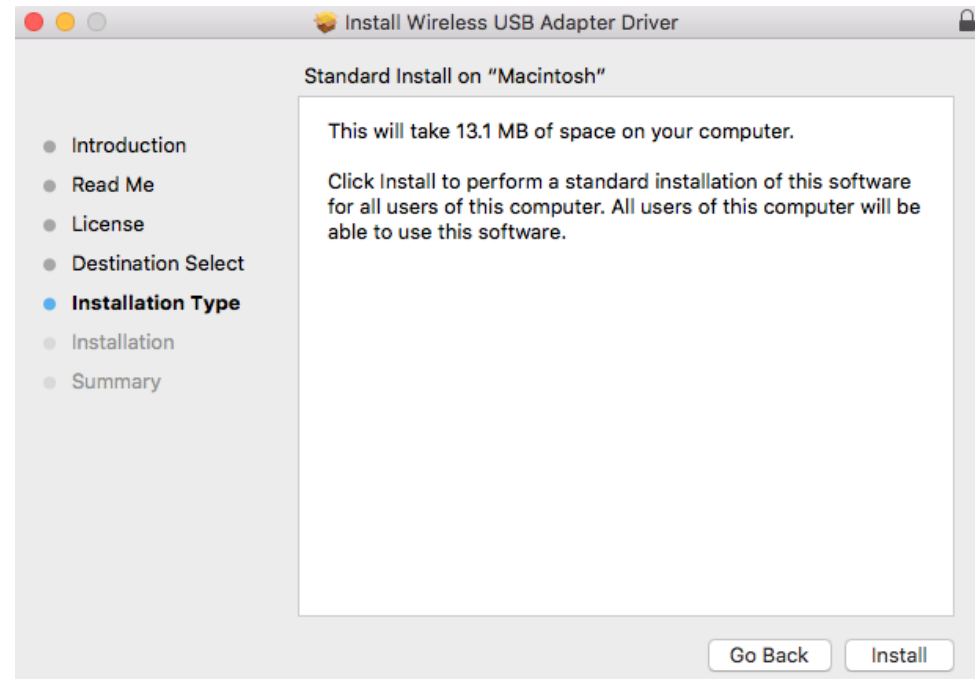 Install Wireless USB Adapter Driver
Standard Install on “Macintosh”
Introduction
Read Me
License
Destination Select
Installation Type
Installation
Summary
This will take 13.1 MB of space on your computer.
Click Install to perform a standard installation of this software
for all users of this computer. All users of this computer will be
able to use this software.
Go Back
Install